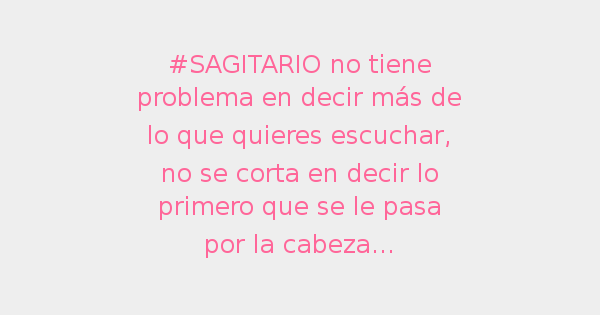 #SAGITARIO no tiene
problema en decir más de
lo que quieres escuchar,
no se corta en decir lo
primero que se le pasa
por la cabeza...